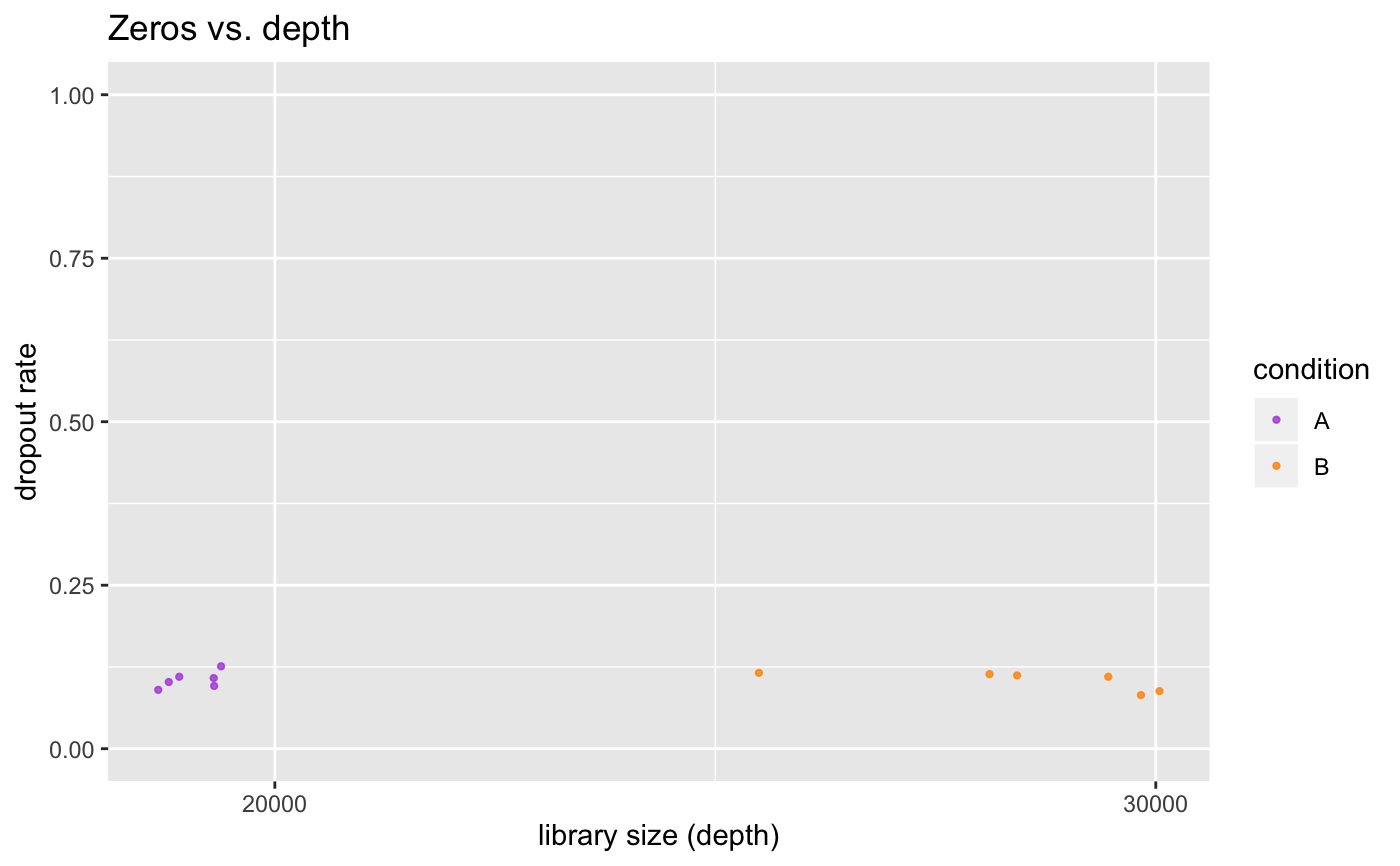 Zeros vs. depth
1.00
0.75
0.50
0.25
0.00
dropout rate
20000
30000
library size (depth)
condition
A
B